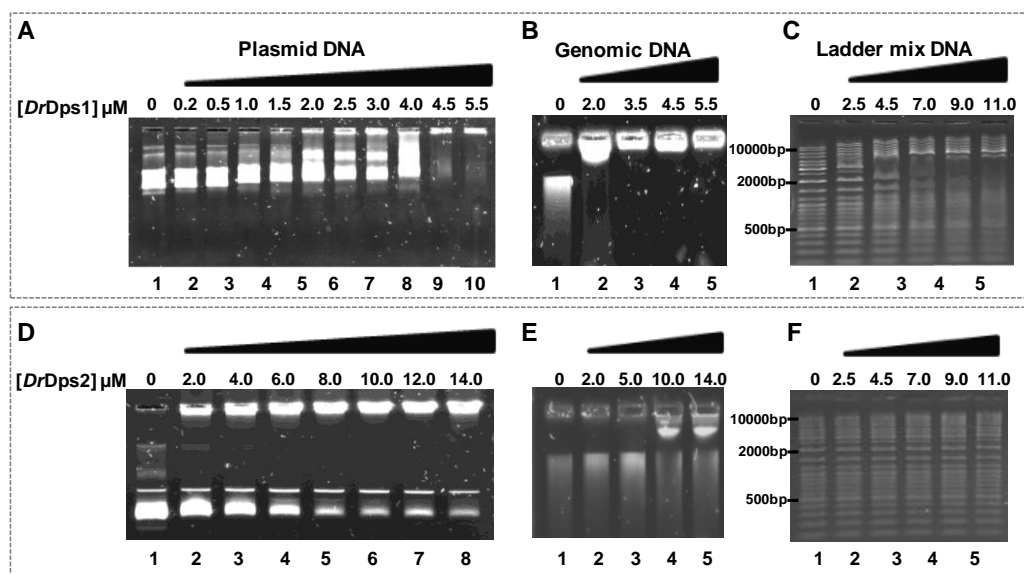 A
B
C
Plasmid DNA
Genomic DNA
Ladder mix DNA
[DrDps1] µM
0 0.2 0.5 1.0 1.5 2.0 2.5 3.0 4.0 4.5 5.5
0 2.0 3.5 4.5 5.5
0 2.5 4.5 7.0 9.0 11.0
10000bp
2000bp
500bp
1 2 3 4 5 6 7 8 9 10
1 2 3 4 5
1 2 3 4 5
D
E
F
[DrDps2] µM
0 2.0 4.0 6.0 8.0 10.0 12.0 14.0
0 2.0 5.0 10.0 14.0
0 2.5 4.5 7.0 9.0 11.0
10000bp
2000bp
500bp
1 2 3 4 5 6 7 8
1 2 3 4 5
1 2 3 4 5